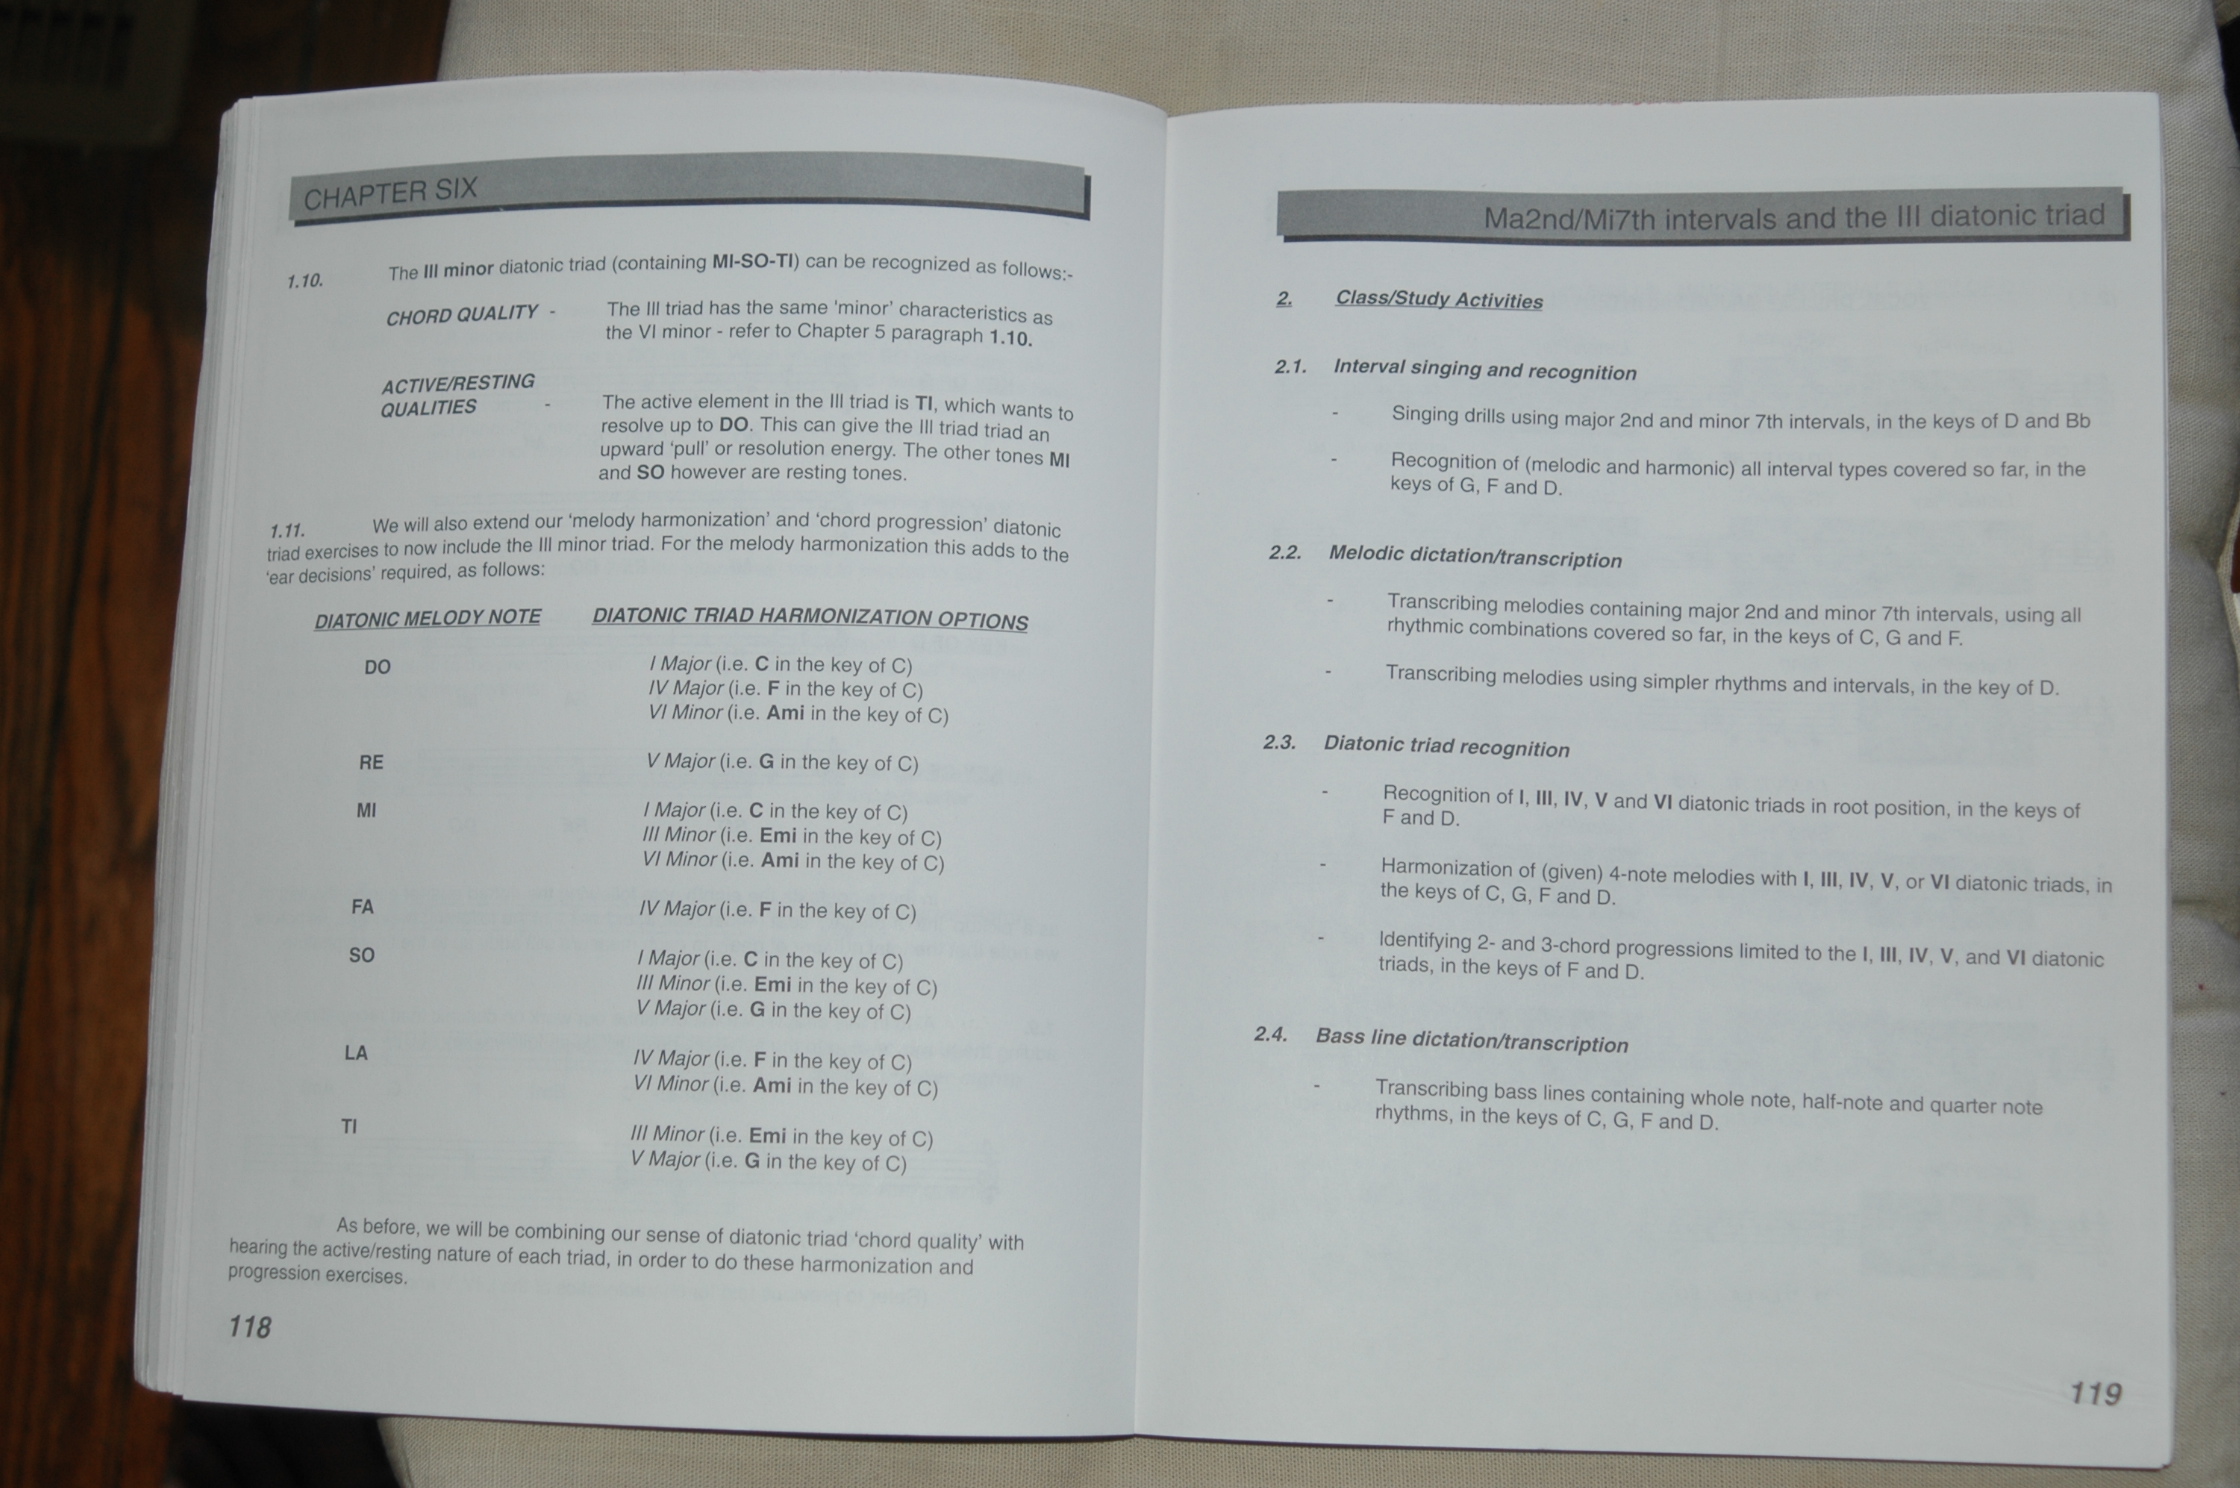 CHAPTER SIX
1.10. The III minor diatonic triad (containing MI-SO-TI) can be recognized as follows:-
CHORD QUALITY - The III triad has the same 'minor' characteristics as
the VI minor - refer to Chapter 5 paragraph 1.10.
ACTIVE/RESTING
QUALITIES - The active element in the III triad is TI, which wants to
resolve up to DO. This can give the III triad triad an
upward 'pull' or resolution energy. The other tones MI
and SO however are resting tones.
1.11. We will also extend our 'melody harmonization' and 'chord progression' diatonic
triad exercises to now include the III minor triad. For the melody harmonization this adds to the
'ear decisions' required, as follows:
DIATONIC MELODY NOTE DIATONIC TRIAD HARMONIZATION OPTIONS
DO I Major (i.e. C in the key of C)
IV Major (i.e. F in the key of C)
VI Minor (i.e. Ami in the key of C)
RE V Major (i.e. G in the key of C)
MI I Major (i.e. C in the key of C)
III Minor (i.e. Emi in the key of C)
VI Minor (i.e. Ami in the key of C)
FA IV Major (i.e. F in the key of C)
SO I Major (i.e. C in the key of C)
III Minor (i.e. Emi in the key of C)
V Major (i.e. G in the key of C)
LA IV Major (i.e. F in the key of C)
VI Minor (i.e. Ami in the key of C)
TI III Minor (i.e. Emi in the key of C)
V Major (i.e. G in the key of C)
As before, we will be combining our sense of diatonic triad 'chord quality' with
hearing the active/resting nature of each triad, in order to do these harmonization and
progression exercises.
118
Ma2nd/Mi7th intervals and the III diatonic triad
2. Class/Study Activities
2.1. Interval singing and recognition
- Singing drills using major 2nd and minor 7th intervals, in the keys of D and Bb
- Recognition of (melodic and harmonic) all interval types covered so far, in the
keys of G, F and D.
2.2. Melodic dictation/transcription
- Transcribing melodies containing major 2nd and minor 7th intervals, using all
rhythmic combinations covered so far, in the keys of C, G and F.
- Transcribing melodies using simpler rhythms and intervals, in the key of D.
2.3. Diatonic triad recognition
- Recognition of I, III, IV, V and VI diatonic triads in root position, in the keys of
F and D.
- Harmonization of (given) 4-note melodies with I, III, IV, V, or VI diatonic triads, in
the keys of C, G, F and D.
- Identifying 2- and 3-chord progressions limited to the I, III, IV, V, and VI diatonic
triads, in the keys of F and D.
2.4. Bass line dictation/transcription
- Transcribing bass lines containing whole note, half-note and quarter note
rhythms, in the keys of C, G, F and D.
119